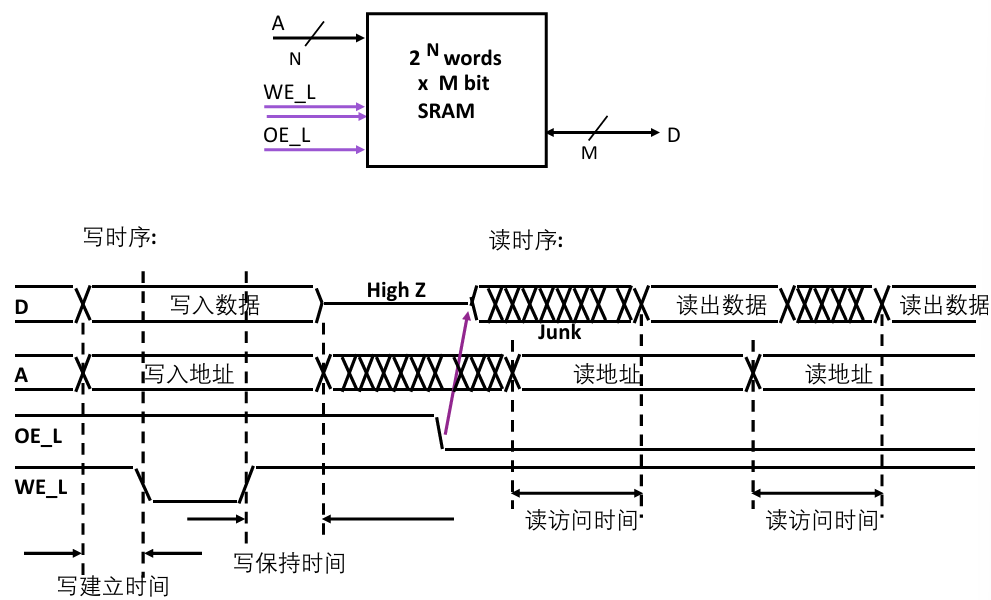 A
N
2 N words
x M bit
SRAM
WE_L
OE_L
D
M
写时序:
读时序:
D
写入数据
High Z
Junk
读出数据
读出数据
A
写入地址
读地址
读地址
OE_L
WE_L
读访问时间
读访问时间
写保持时间
写建立时间